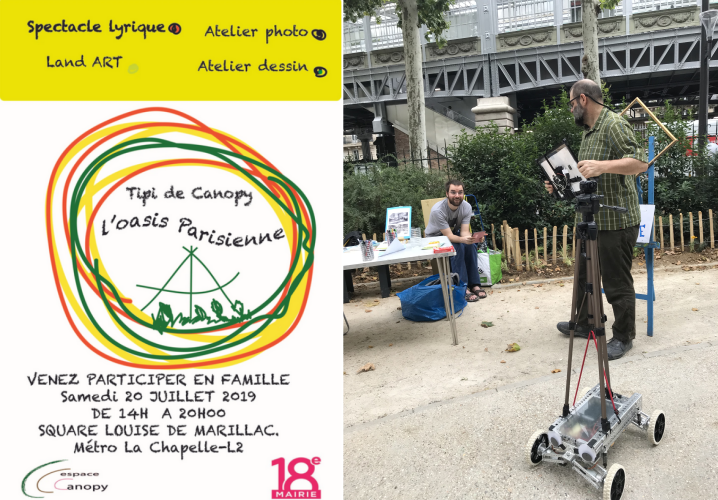 Spectacle lyrique
Atelier photo
Land ART
Atelier dessin
Tipi de Canopy
l'oasis Parisienne
VENEZ PARTICIPER EN FAMILLE
Samedi 20 JUILLET 2019
DE 14H A 20H00
SQUARE LOUISE DE MARILLAC.
Métro La Chapelle-L2
espace
Canopy
18e
MAIRIE